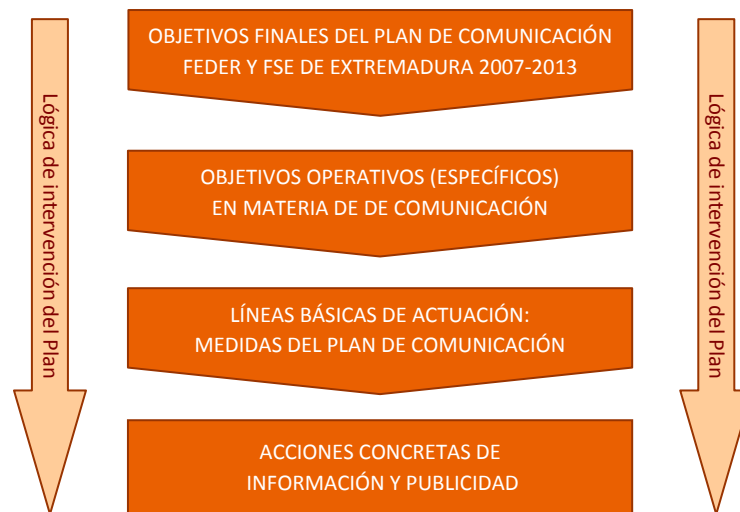 OBJETIVOS FINALES DEL PLAN DE COMUNICACIÓN
FEDER Y FSE DE EXTREMADURA 2007-2013
Lógica de intervención del Plan
Lógica de intervención del Plan
OBJETIVOS OPERATIVOS (ESPECÍFICOS)
EN MATERIA DE DE COMUNICACIÓN
LÍNEAS BÁSICAS DE ACTUACIÓN:
MEDIDAS DEL PLAN DE COMUNICACIÓN
ACCIONES CONCRETAS DE
INFORMACIÓN Y PUBLICIDAD